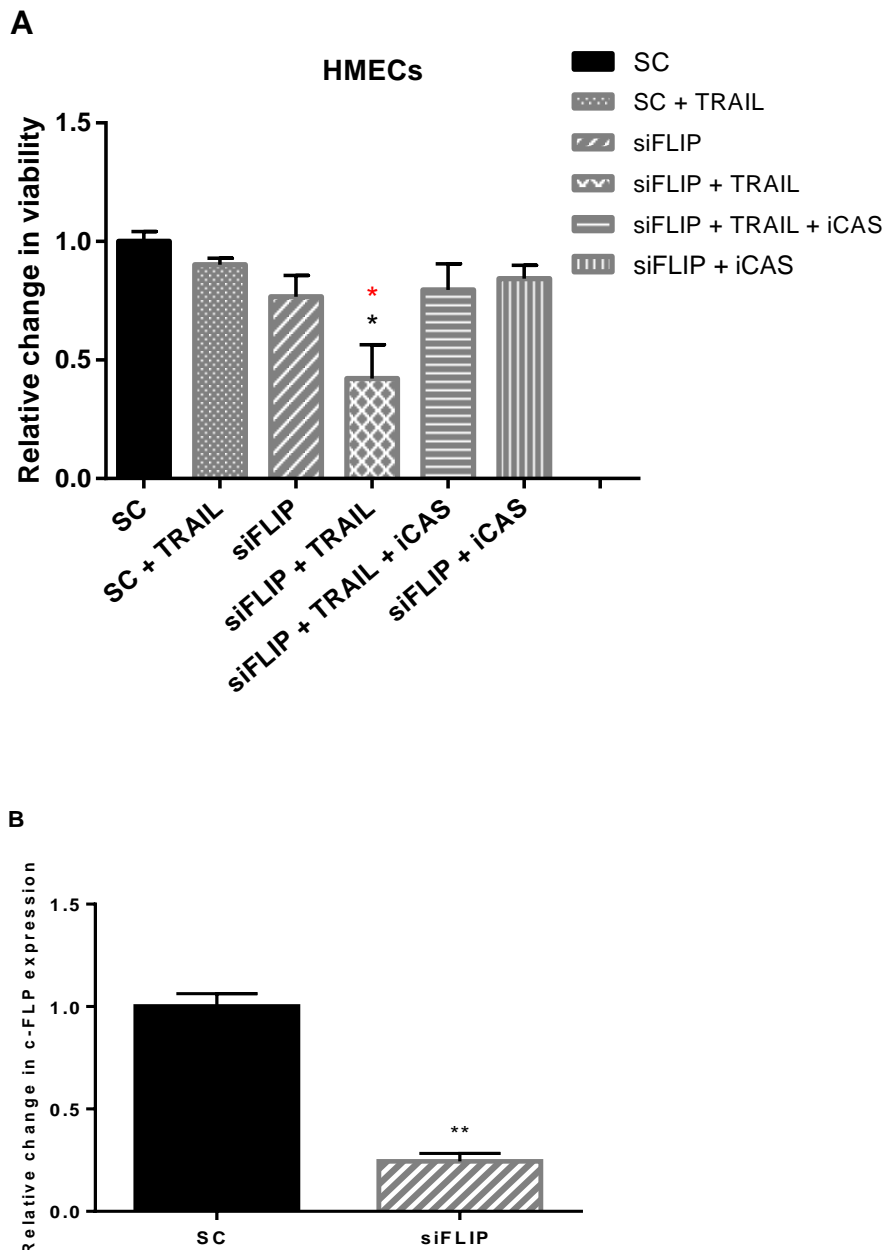 A
HMECs
SC
SC + TRAIL
siFLIP
siFLIP + TRAIL
siFLIP + TRAIL + iCAS
siFLIP + iCAS
Relative change in viability
1.5
1.0
0.5
0.0
*
*
SC
SC + TRAIL
siFLIP
siFLIP + TRAIL
siFLIP + TRAIL + iCAS
siFLIP + iCAS
B
Relative change in c-FLP expression
1.5
1.0
0.5
0.0
**
SC
siFLIP